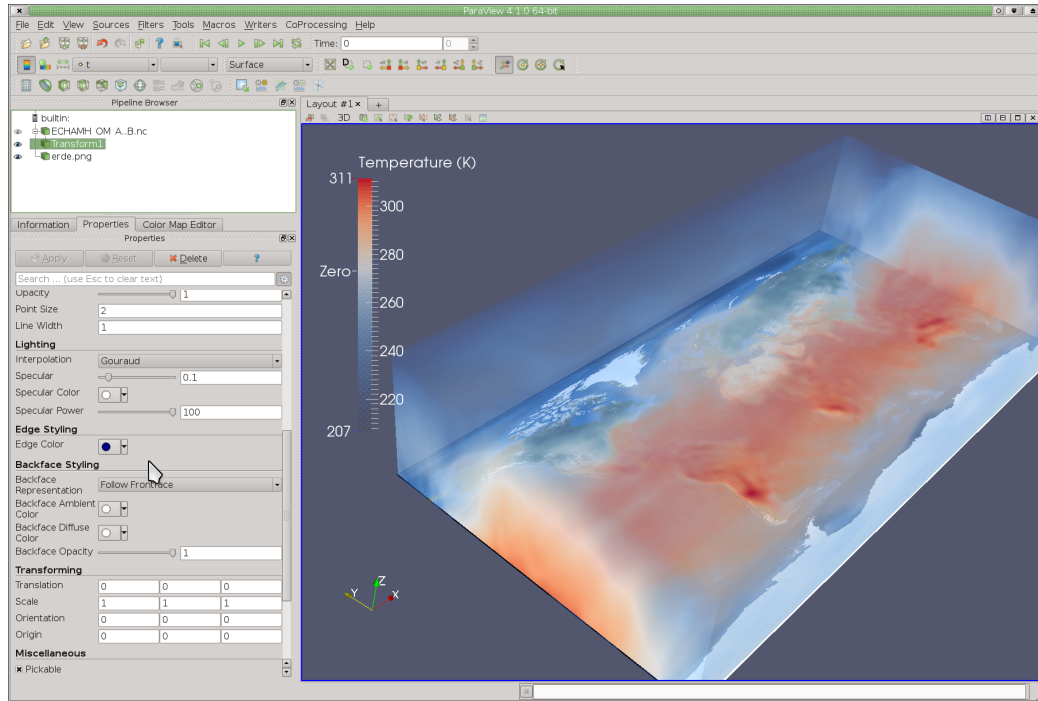 ParaView 4.1.0 64-bit
File Edit View Sources Filters Tools Macros Writers CoProcessing Help
Time: 0 0
t Surface
Pipeline Browser
Layout #1 +
3D
builtin:
ECHAMH OM A..B.nc
Transform1
erde.png
Information Properties Color Map Editor
Properties
Apply Reset Delete ?
Search ... (use Esc to clear text)
Opacity 1
Point Size 2
Line Width 1
Lighting
Interpolation Gouraud
Specular 0.1
Specular Color
Specular Power 100
Edge Styling
Edge Color
Backface Styling
Backface
Representation Follow Frontface
Backface Ambient
Color
Backface Diffuse
Color
Backface Opacity 1
Transforming
Translation 0 0 0
Scale 1 1 1
Orientation 0 0 0
Origin 0 0 0
Miscellaneous
Pickable
Temperature (K)
311
300
280
Zero
260
240
220
207
Z
Y
X